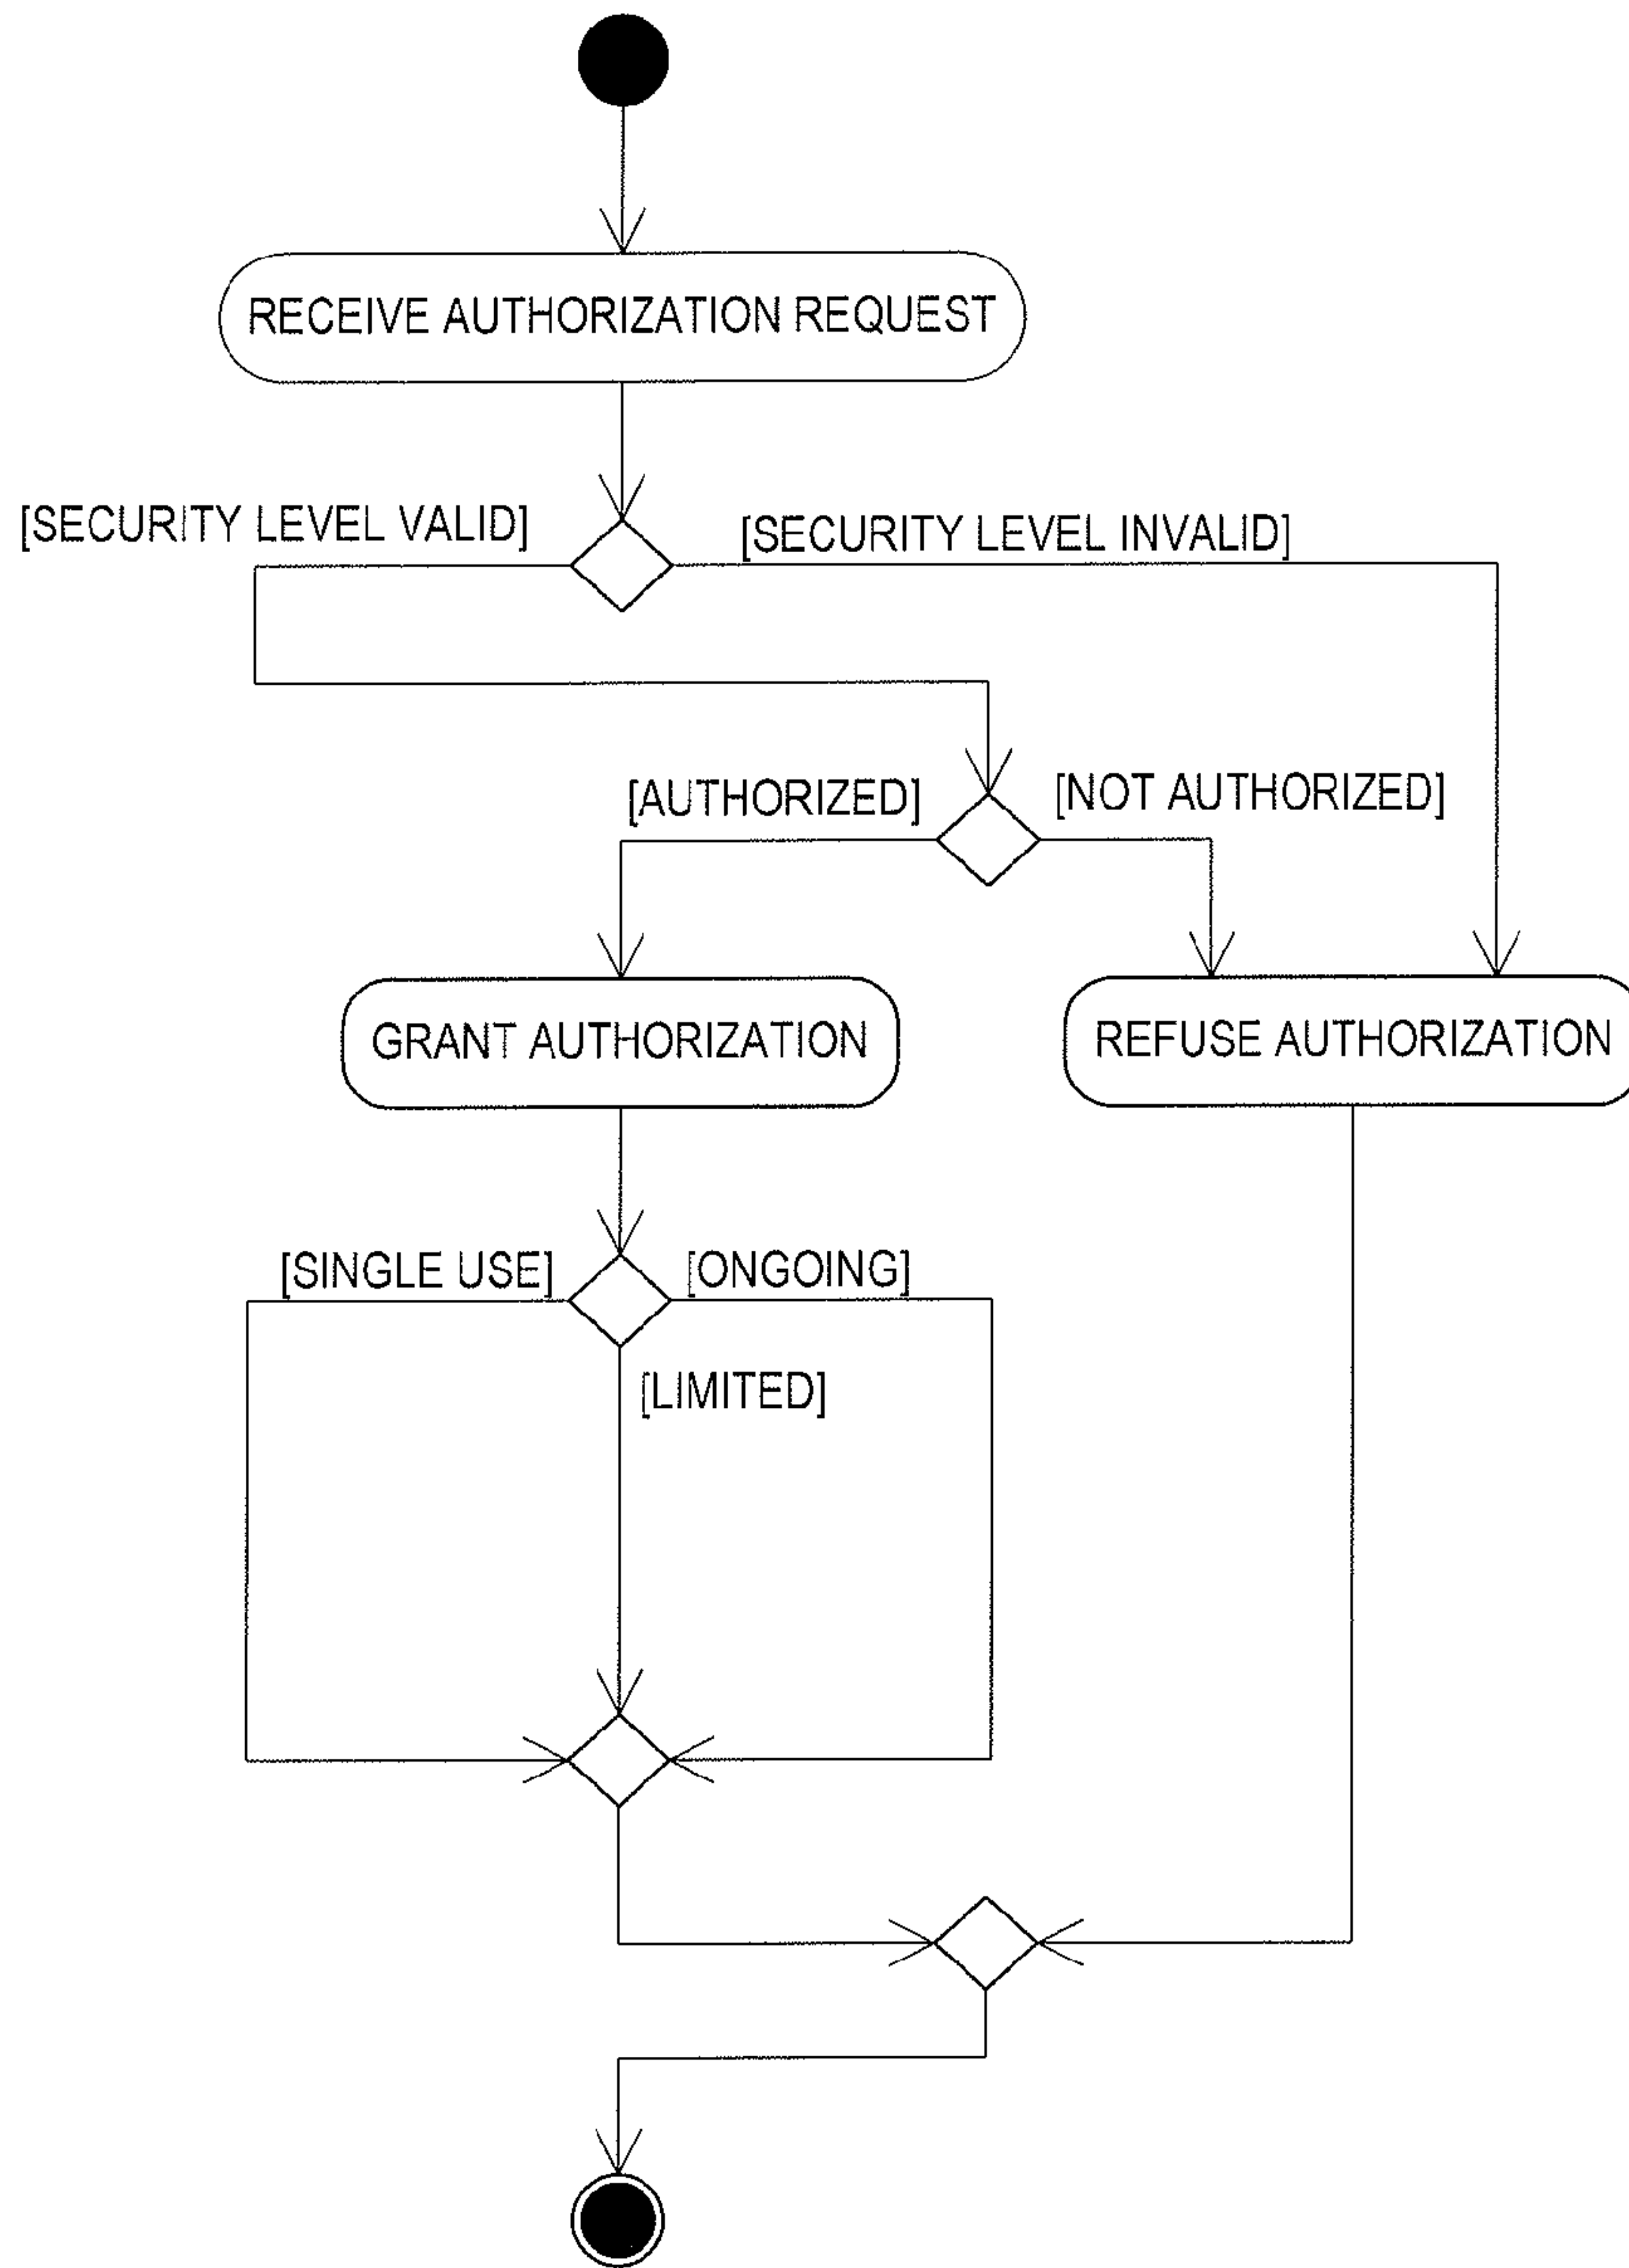 RECEIVE AUTHORIZATION REQUEST
[SECURITY LEVEL VALID]
[SECURITY LEVEL INVALID]
[AUTHORIZED]
[NOT AUTHORIZED]
GRANT AUTHORIZATION
REFUSE AUTHORIZATION
[SINGLE USE]
[ONGOING]
[LIMITED]